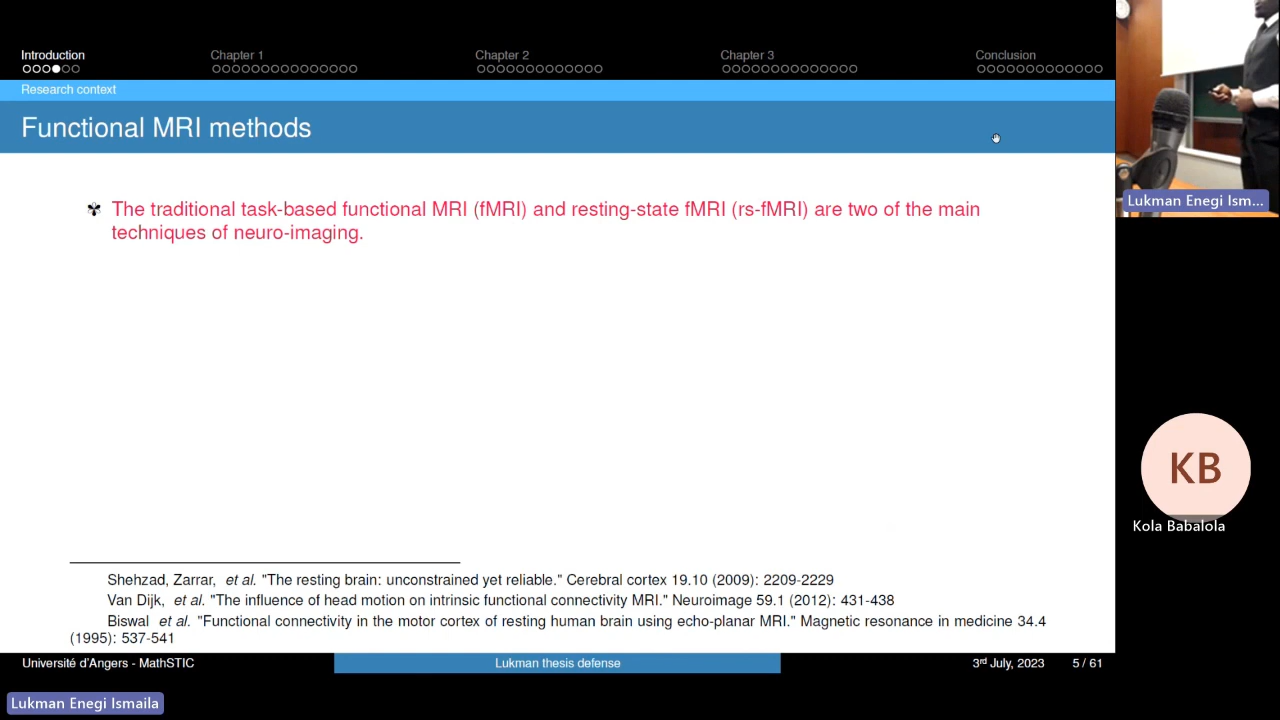 Introduction
Chapter 1
Chapter 2
Chapter 3
Conclusion
Research context
Functional MRI methods
The traditional task-based functional MRI (fMRI) and resting-state fMRI (rs-fMRI) are two of the main
techniques of neuro-imaging.
Shehzad, Zarrar, et al. "The resting brain: unconstrained yet reliable." Cerebral cortex 19.10 (2009): 2209-2229
Van Dijk, et al. "The influence of head motion on intrinsic functional connectivity MRI." Neuroimage 59.1 (2012): 431-438
Biswal et al. "Functional connectivity in the motor cortex of resting human brain using echo-planar MRI." Magnetic resonance in medicine 34.4
(1995): 537-541
Université d'Angers - MathSTIC
Lukman thesis defense
3rd July, 2023
5 / 61
Lukman Enegi Ism...
KB
Kola Babalola
Lukman Enegi Ismaila